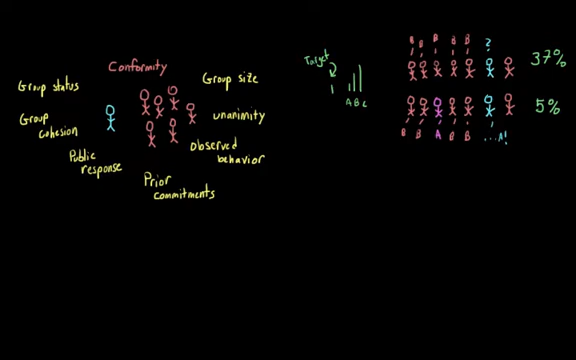 Conformity
Group status
Group size
Group
cohesion
unanimity
Public
response
observed
behavior
Prior
commitments
Target
A B C
B B B B B ?
37%
5%
B B A B B ...A!